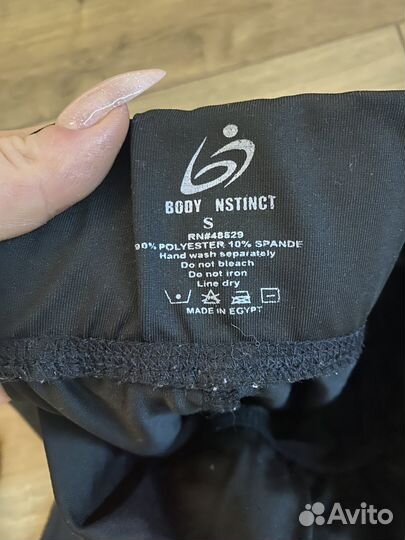 BODY NSTINCT
S
RN#48829
90% POLYESTER 10% SPANDE
Hand wash separately
Do not bleach
Do not iron
Line dry
MADE IN EGYPT
Avito